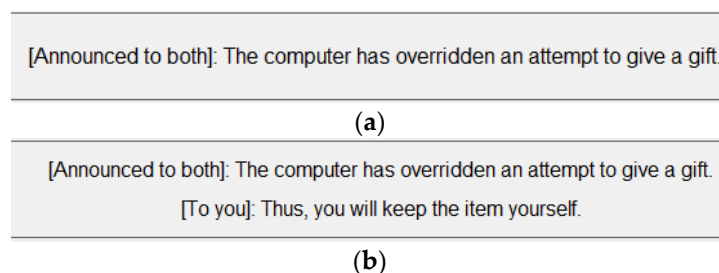 [Announced to both]: The computer has overridden an attempt to give a gift.
(a)
[Announced to both]: The computer has overridden an attempt to give a gift.
[To you]: Thus, you will keep the item yourself.
(b)